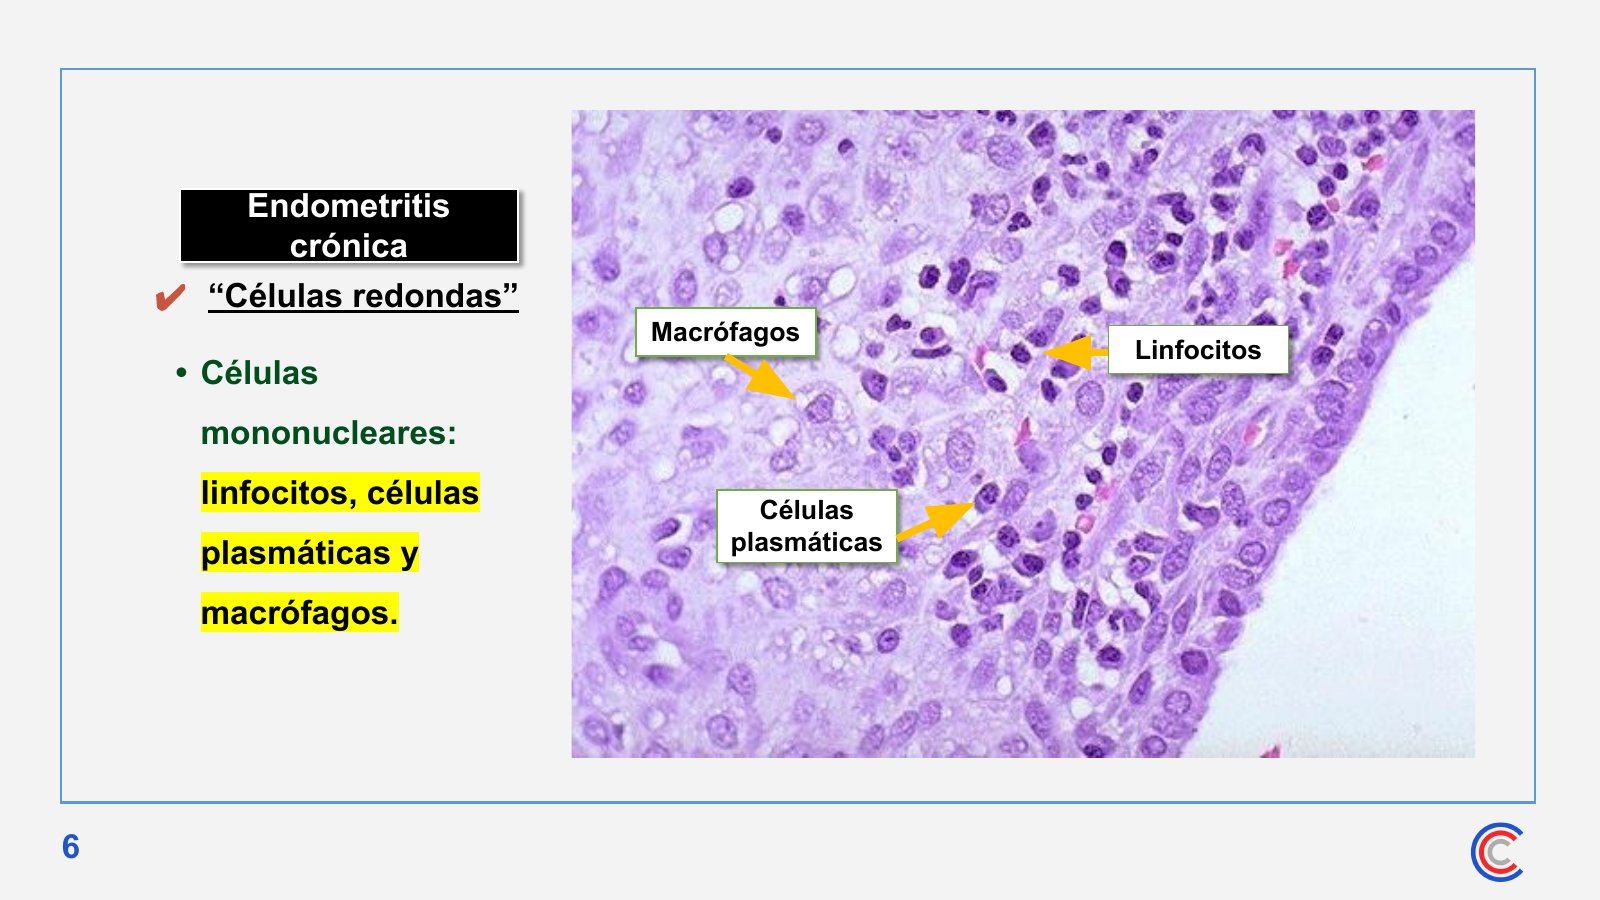 Endometritis
crónica
✔ “Células redondas”
• Células
mononucleares:
linfocitos, células
plasmáticas y
macrófagos.
Macrófagos
Linfocitos
Células
plasmáticas
6